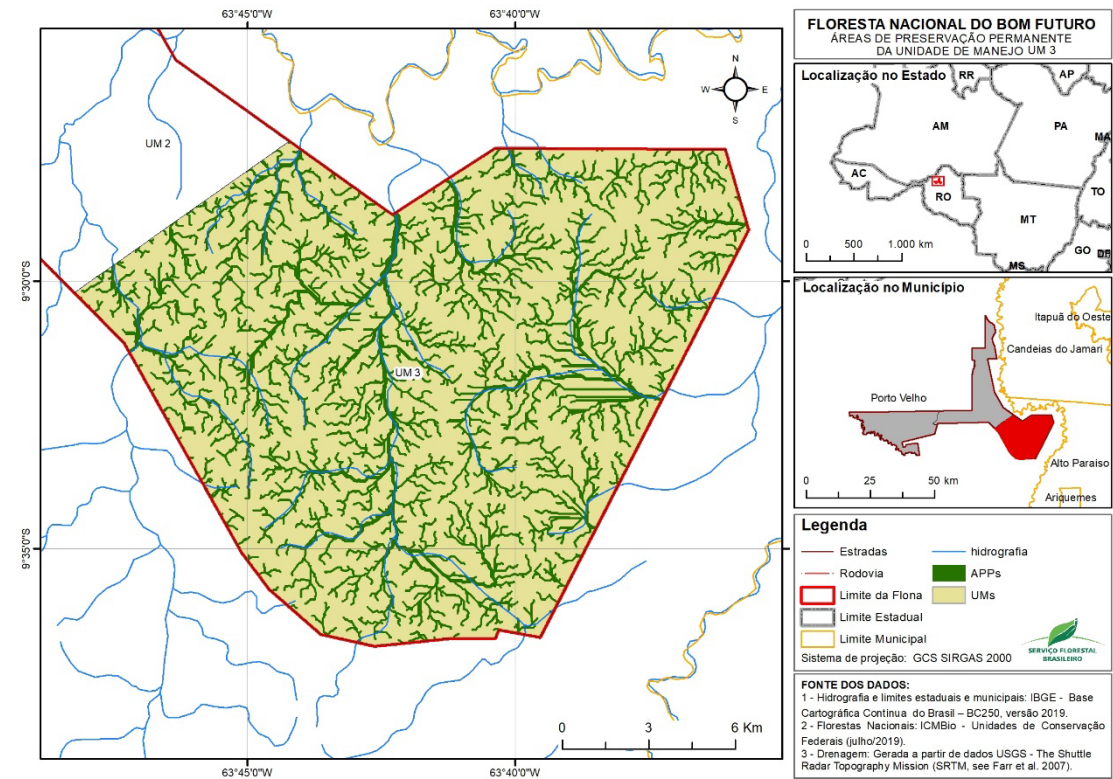 FLORESTA NACIONAL DO BOM FUTURO
ÁREAS DE PRESERVAÇÃO PERMANENTE
DA UNIDADE DE MANEJO UM 3
63°45'0"W
63°40'0"W
N
W
E
S
UM 2
UM 3
9°30'0"S
9°35'0"S
0 3 6 Km
63°45'0"W
63°40'0"W
Localização no Estado
RR
AP
AM
PA
MA
AC
RO
TO
MT
GO
DF
MS
0 500 1.000 km
Localização no Município
Itapuã do Oeste
Candeias do Jamari
Porto Velho
Alto Paraiso
Ariquemes
0 25 50 km
Legenda
Estradas
hidrografia
Rodovia
APPs
Limite da Flona
UMs
Limite Estadual
Limite Municipal
SERVIÇO FLORESTAL
BRASILEIRO
Sistema de projeção: GCS SIRGAS 2000
FONTE DOS DADOS:
1 - Hidrografia e limites estaduais e municipais: IBGE - Base
Cartográfica Contínua do Brasil – BC250, versão 2019.
2 - Florestas Nacionais: ICMBio - Unidades de Conservação
Federais (julho/2019).
3 - Drenagem: Gerada a partir de dados USGS - The Shuttle
Radar Topography Mission (SRTM, see Farr et al. 2007).